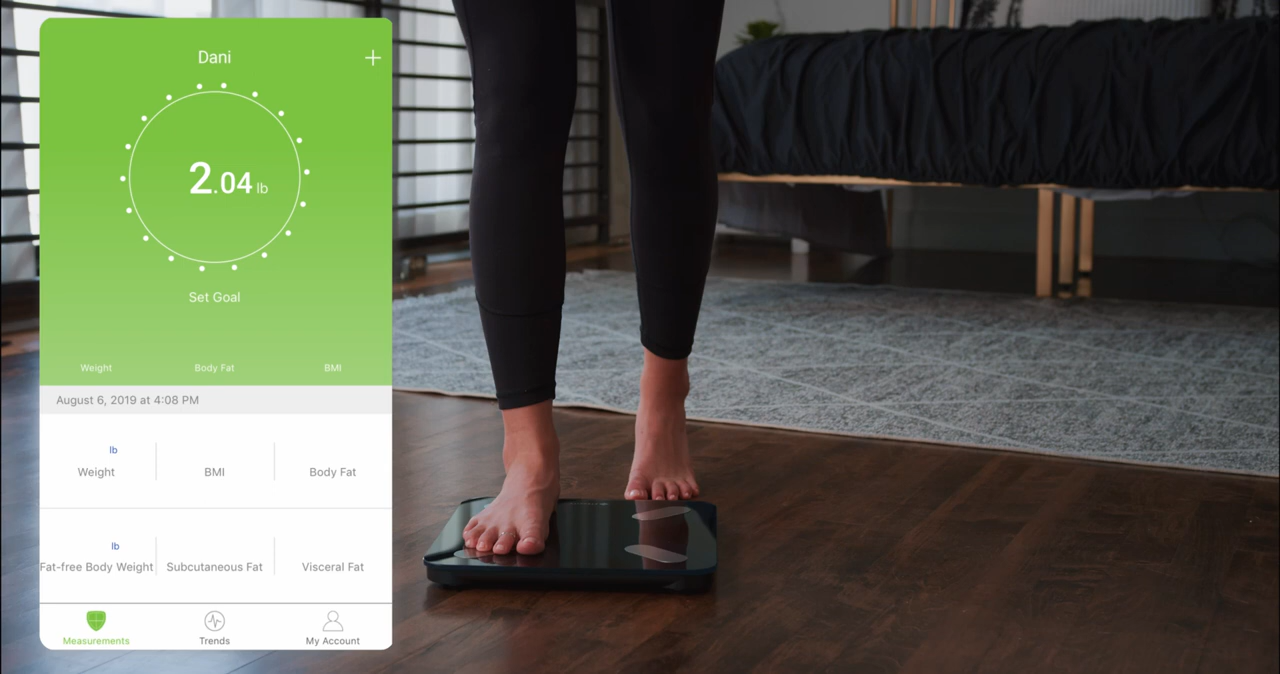 Dani
+
2.04 lb
Set Goal
Weight Body Fat BMI
August 6, 2019 at 4:08 PM
lb
Weight BMI Body Fat
lb
Fat-free Body Weight Subcutaneous Fat Visceral Fat
Measurements Trends My Account